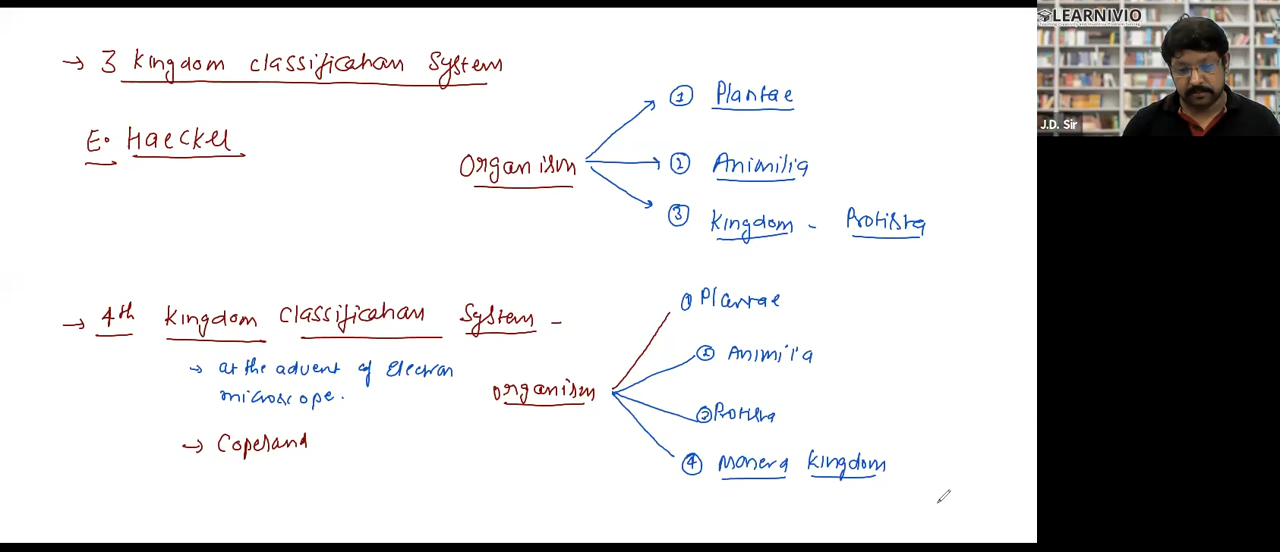 → 3 Kingdom classification System
E. Haeckel
Organism
① Plantae
② Animilia
③ Kingdom - Protista
→ 4th Kingdom classification System -
→ at the advent of Electron
microscope.
→ Copeland
Organism
① Plantae
② Animilia
③ Protista
④ Monera Kingdom
LEARNIVIO
J.D. Sir